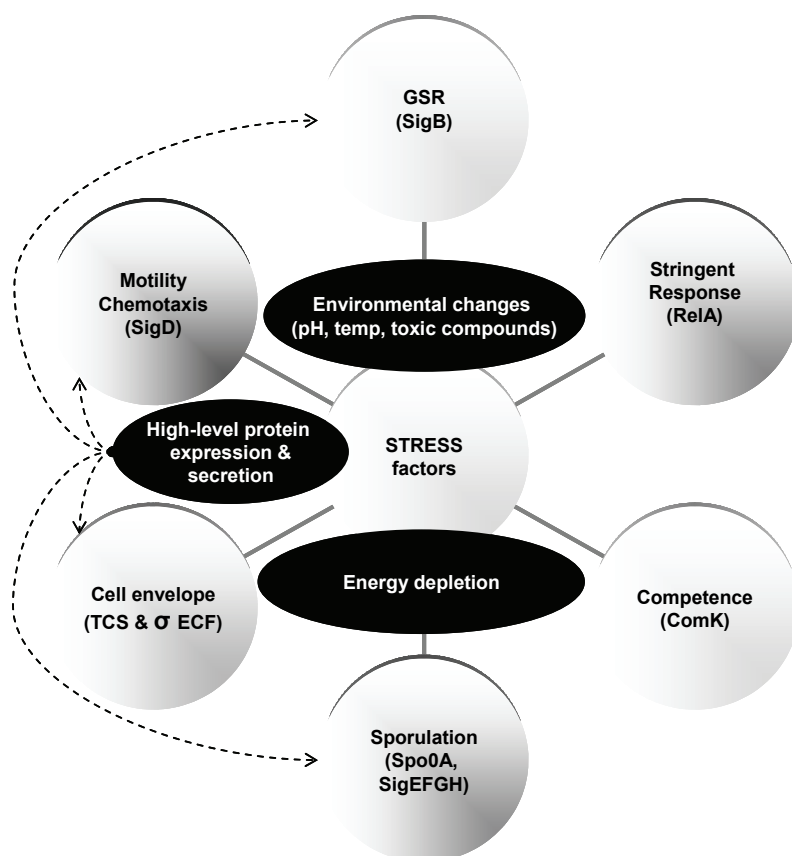 GSR
(SigB)
Motility
Chemotaxis
(SigD)
Stringent
Response
(RelA)
Environmental changes
(pH, temp, toxic compounds)
High-level protein
expression &
secretion
STRESS
factors
Cell envelope
(TCS & σ ECF)
Energy depletion
Competence
(ComK)
Sporulation
(Spo0A,
SigEFGH)